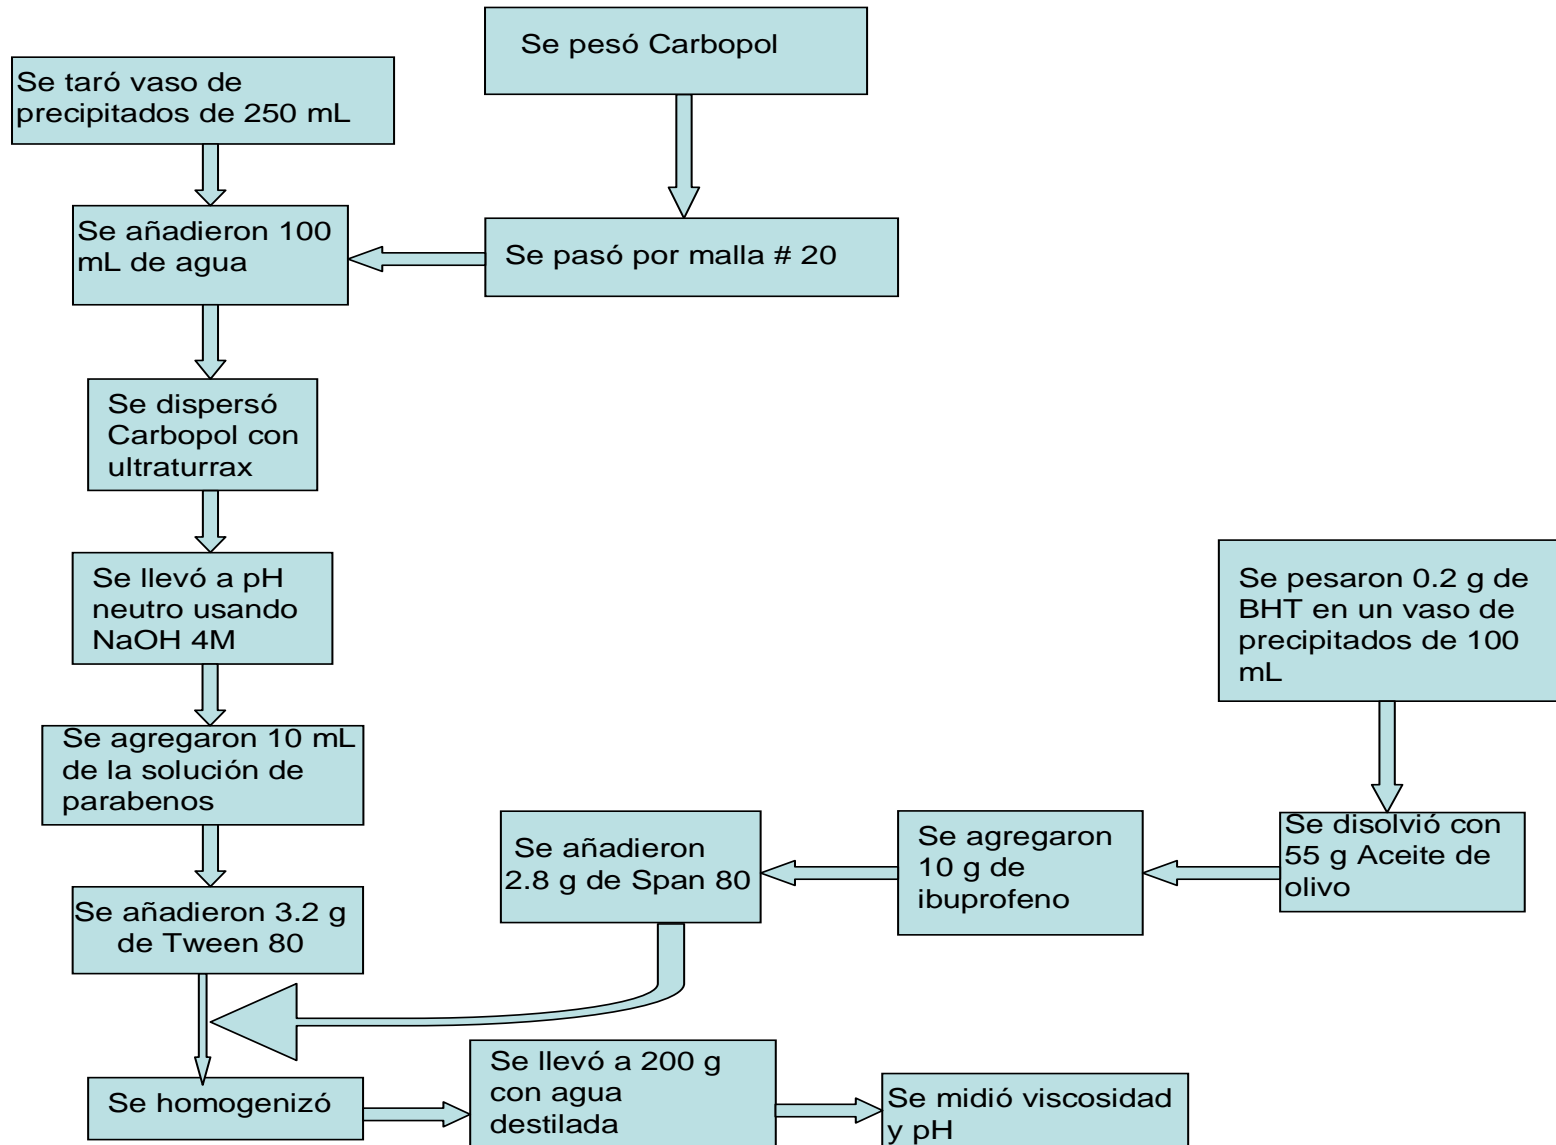 Se pesó Carbopol
Se taró vaso de
precipitados de 250 mL
Se añadieron 100
mL de agua
Se pasó por malla # 20
Se dispersó
Carbopol con
ultraturrax
Se llevó a pH
neutro usando
NaOH 4M
Se pesaron 0.2 g de
BHT en un vaso de
precipitados de 100
mL
Se agregaron 10 mL
de la solución de
parabenos
Se disolvió con
55 g Aceite de
olivo
Se agregaron
10 g de
ibuprofeno
Se añadieron
2.8 g de Span 80
Se añadieron 3.2 g
de Tween 80
Se homogenizó
Se llevó a 200 g
con agua
destilada
Se midió viscosidad
y pH